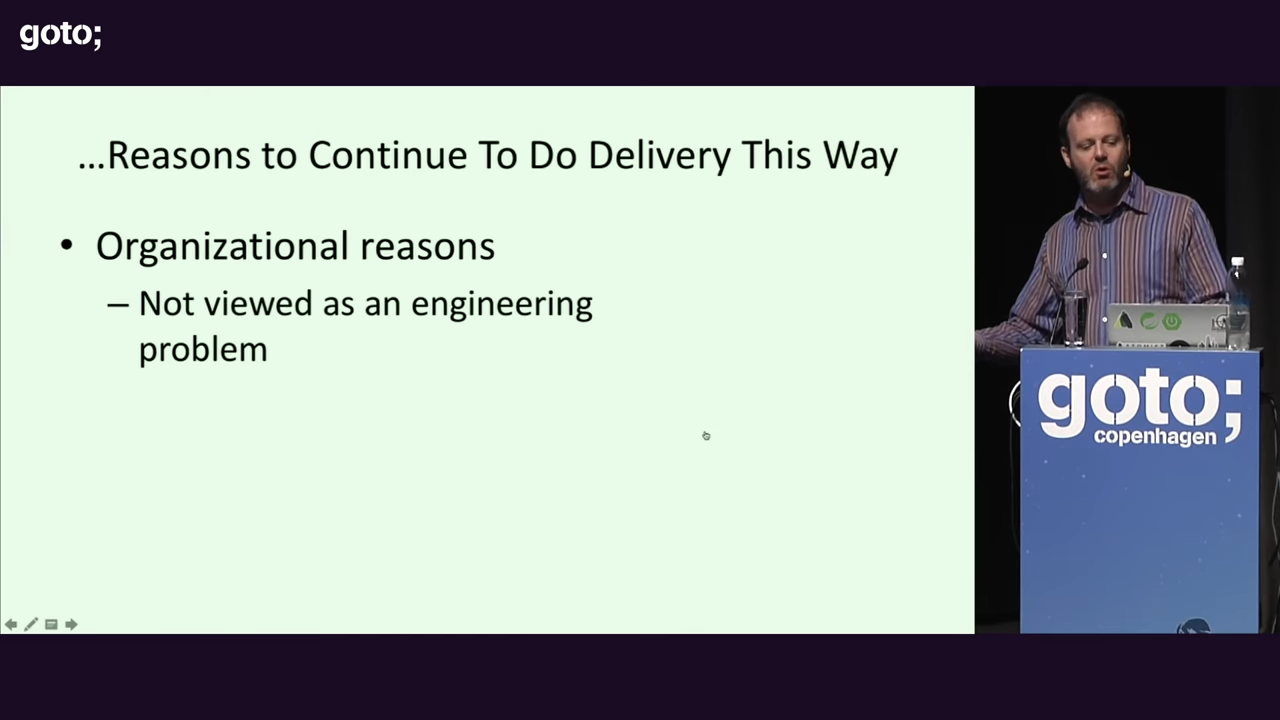 goto;
…Reasons to Continue To Do Delivery This Way
• Organizational reasons
– Not viewed as an engineering
problem
goto;
copenhagen